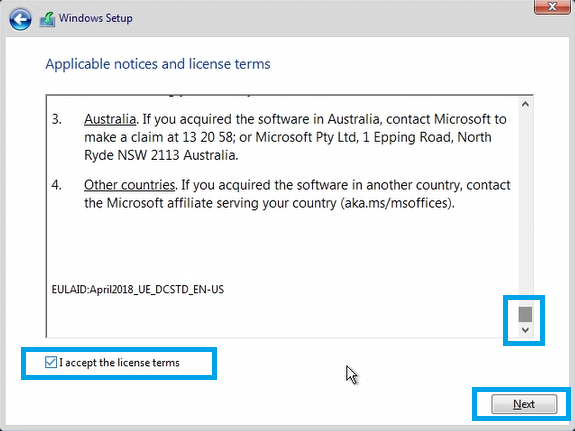 Windows Setup
Applicable notices and license terms
3. Australia. If you acquired the software in Australia, contact Microsoft to
make a claim at 13 20 58; or Microsoft Pty Ltd, 1 Epping Road, North
Ryde NSW 2113 Australia.
4. Other countries. If you acquired the software in another country, contact
the Microsoft affiliate serving your country (aka.ms/msoffices).
EULAID:April2018_UE_DCSTD_EN-US
I accept the license terms
Next